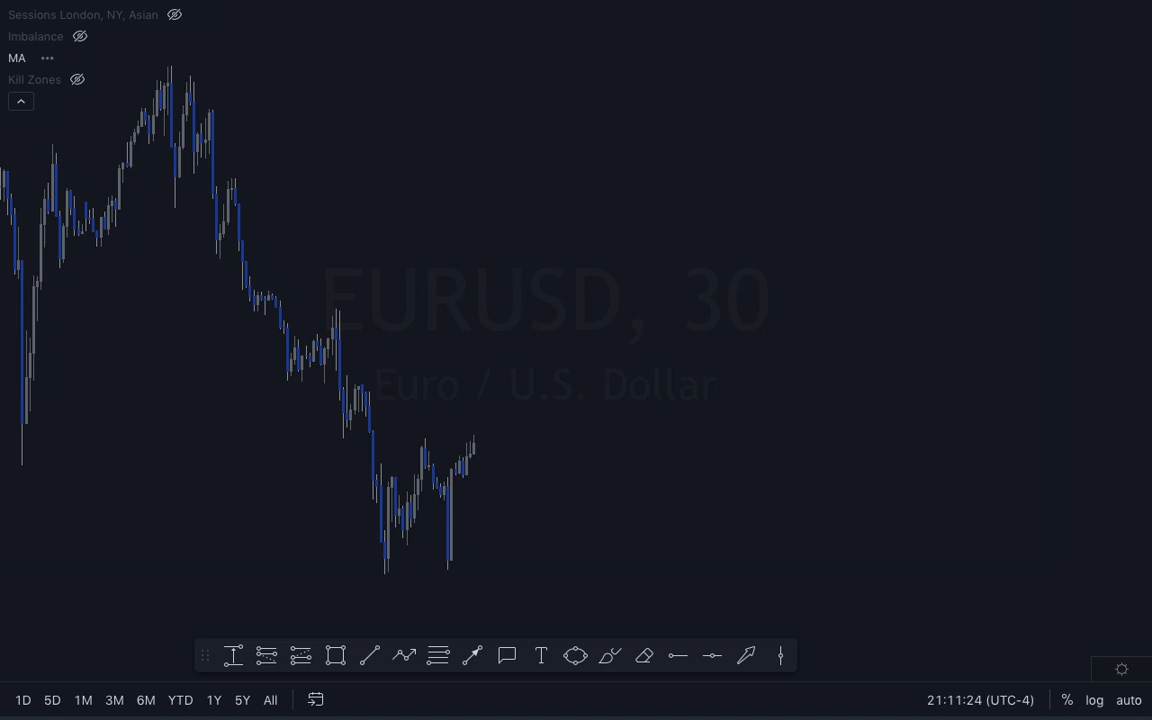 Sessions London, NY, Asian
Imbalance
MA
Kill Zones
EURUSD, 30
Euro / U.S. Dollar
1D 5D 1M 3M 6M YTD 1Y 5Y All 21:11:24 (UTC-4) % log auto